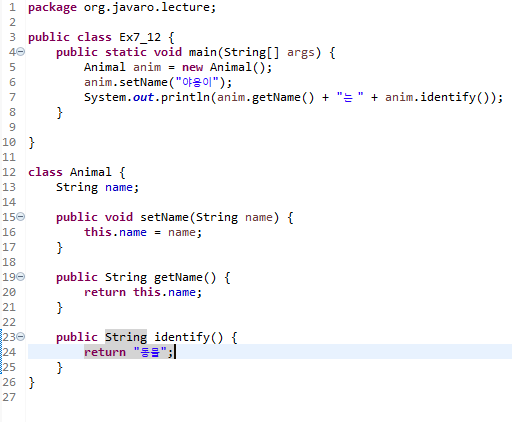 1 package org.javaro.lecture;
2
3 public class Ex7_12 {
4     public static void main(String[] args) {
5         Animal anim = new Animal();
6         anim.setName("야옹이");
7         System.out.println(anim.getName() + "는 " + anim.identify());
8     }
9
10 }
11
12 class Animal {
13     String name;
14
15     public void setName(String name) {
16         this.name = name;
17     }
18
19     public String getName() {
20         return this.name;
21     }
22
23     public String identify() {
24         return "동물";
25     }
26 }
27